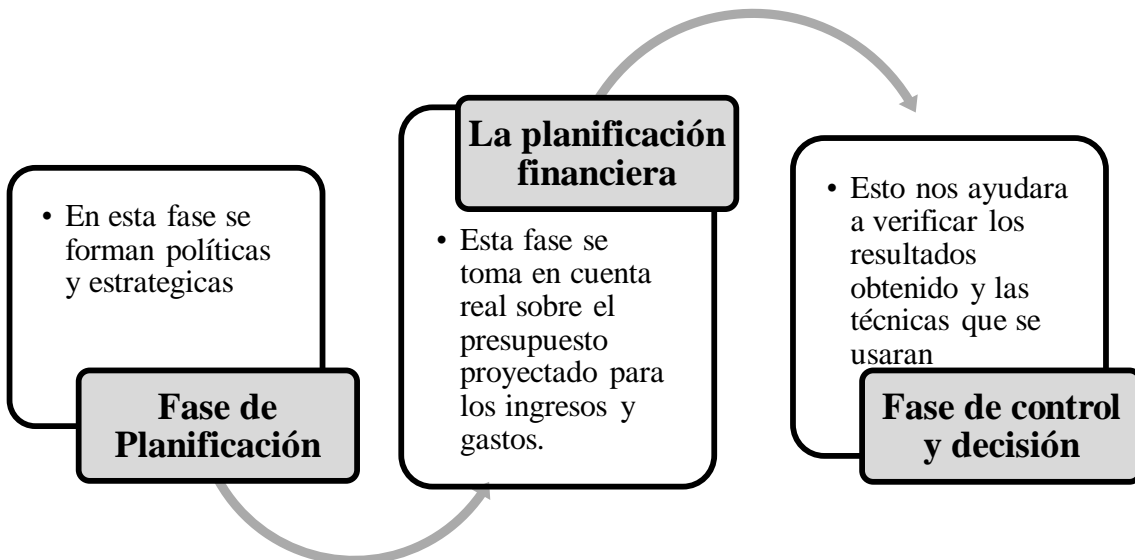 • En esta fase se
forman políticas
y estrategicas
Fase de
Planificación
La planificación
financiera
• Esta fase se
toma en cuenta
real sobre el
presupuesto
proyectado para
los ingresos y
gastos.
• Esto nos ayudara
a verificar los
resultados
obtenido y las
técnicas que se
usaran
Fase de control
y decisión